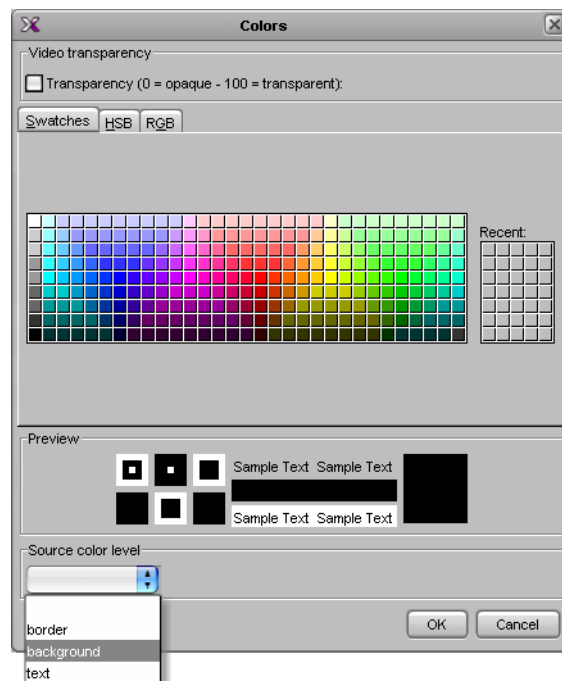 Colors
Video transparency
Transparency (0 = opaque - 100 = transparent):
Swatches HSB RGB
Recent:
Preview
Sample Text Sample Text
Sample Text Sample Text
Source color level
border
background
text
OK Cancel